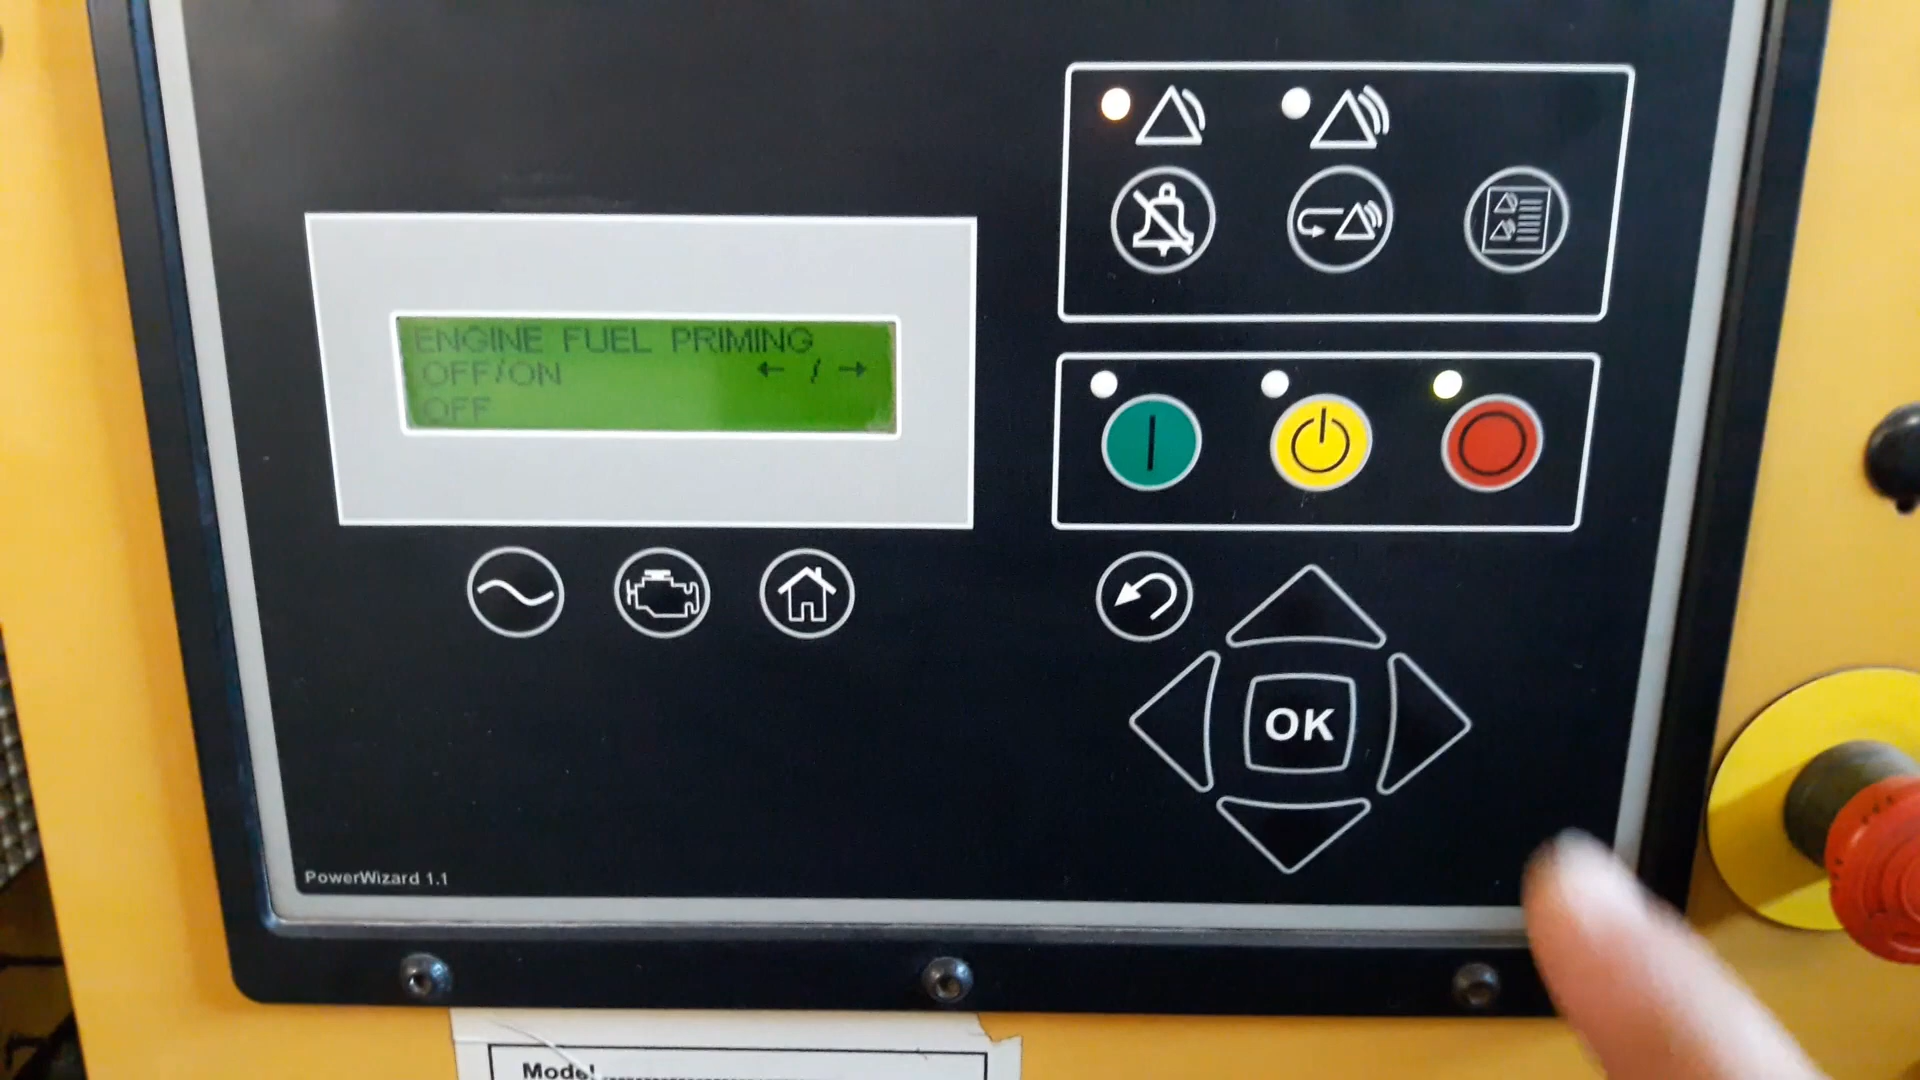 ENGINE FUEL PRIMING
OFF/ON ← / →
OFF
OK
PowerWizard 1.1
Model